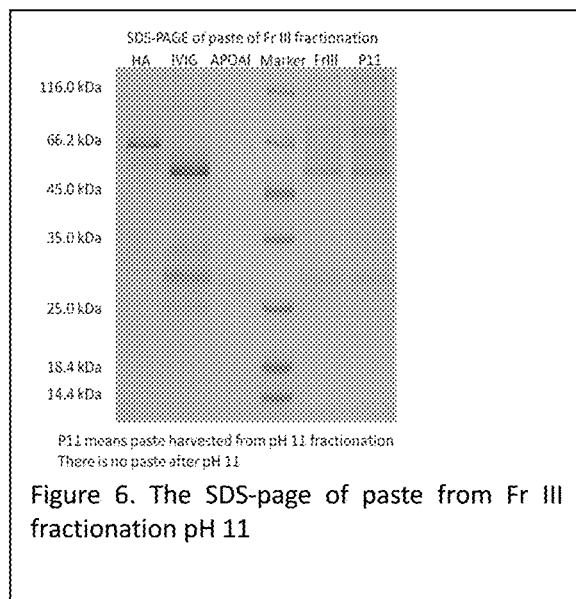 SDS-PAGE of paste of Fr III fractionation
HA IVIG APOAI Marker FrIII P11
116.0 kDa
66.2 kDa
45.0 kDa
35.0 kDa
25.0 kDa
18.4 kDa
14.4 kDa
P11 means paste harvested from pH 11 fractionation
There is no paste after pH 11
Figure 6. The SDS-page of paste from Fr III
fractionation pH 11